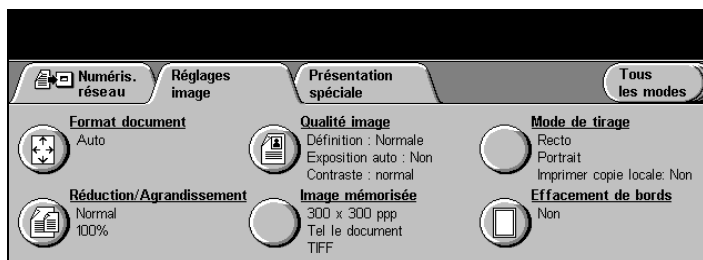 Numéris.
réseau
Réglages
image
Présentation
spéciale
Tous
les modes
Format document
Auto
Qualité image
Définition : Normale
Exposition auto : Non
Contraste : normal
Mode de tirage
Recto
Portrait
Imprimer copie locale: Non
Réduction/Agrandissement
Normal
100%
Image mémorisée
300 x 300 ppp
Tel le document
TIFF
Effacement de bords
Non